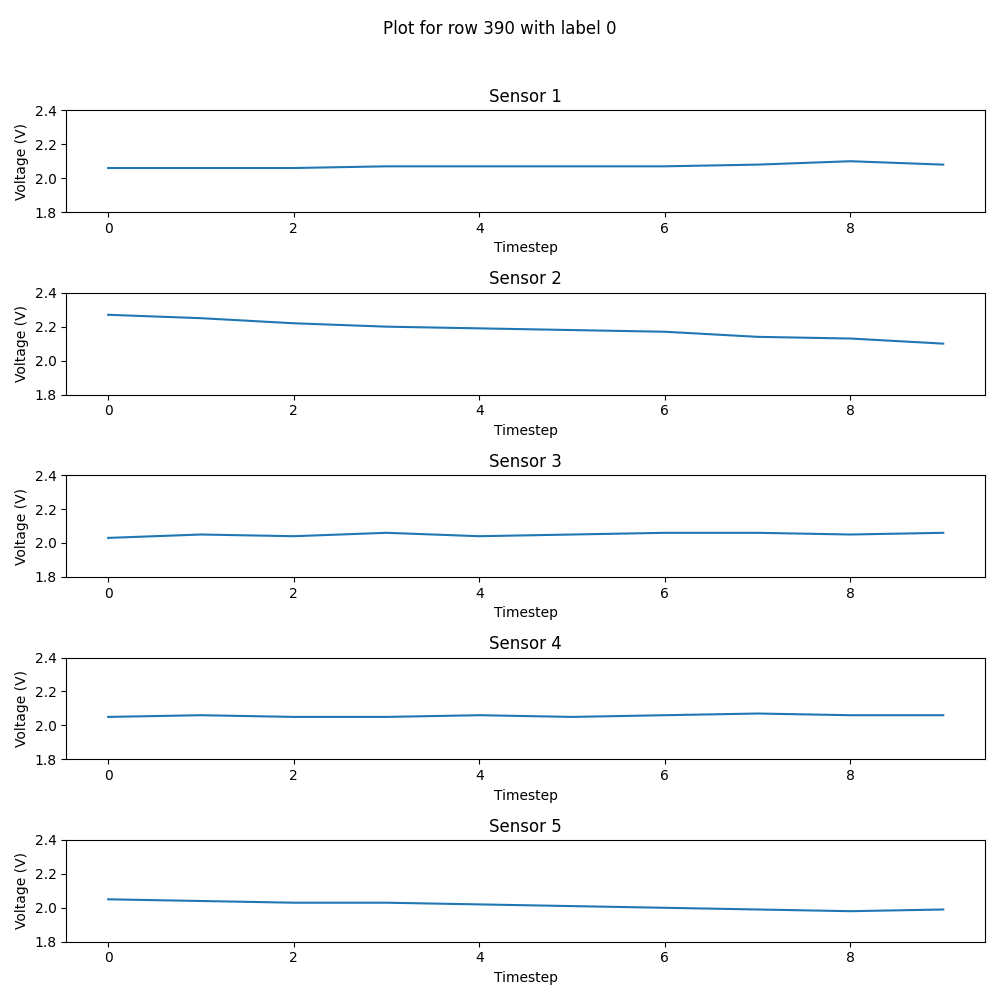 Plot for row 390 with label 0
Sensor 1
2.4
2.2
2.0
1.8
Voltage (V)
0 2 4 6 8
Timestep
Sensor 2
2.4
2.2
2.0
1.8
Voltage (V)
0 2 4 6 8
Timestep
Sensor 3
2.4
2.2
2.0
1.8
Voltage (V)
0 2 4 6 8
Timestep
Sensor 4
2.4
2.2
2.0
1.8
Voltage (V)
0 2 4 6 8
Timestep
Sensor 5
2.4
2.2
2.0
1.8
Voltage (V)
0 2 4 6 8
Timestep